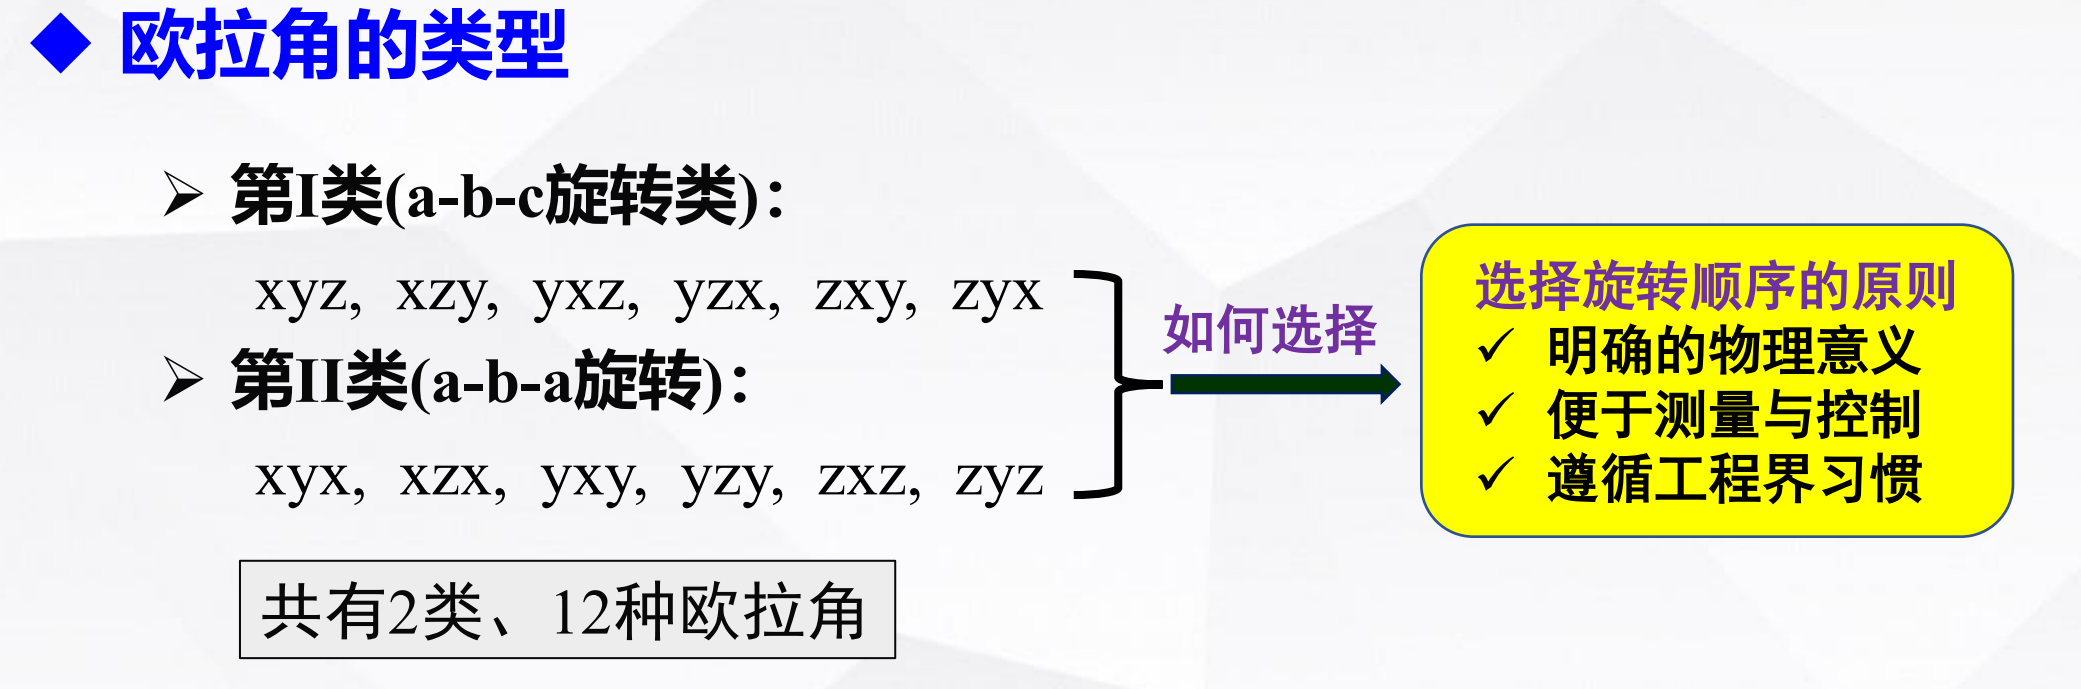 欧拉角的类型
第I类(a-b-c旋转类):
xyz, xzy, yxz, yzx, zxy, zyx
第II类(a-b-a旋转):
xyx, xzx, yxy, yzy, zxz, zyz
共有2类、12种欧拉角
如何选择
选择旋转顺序的原则
✓ 明确的物理意义
✓ 便于测量与控制
✓ 遵循工程界习惯